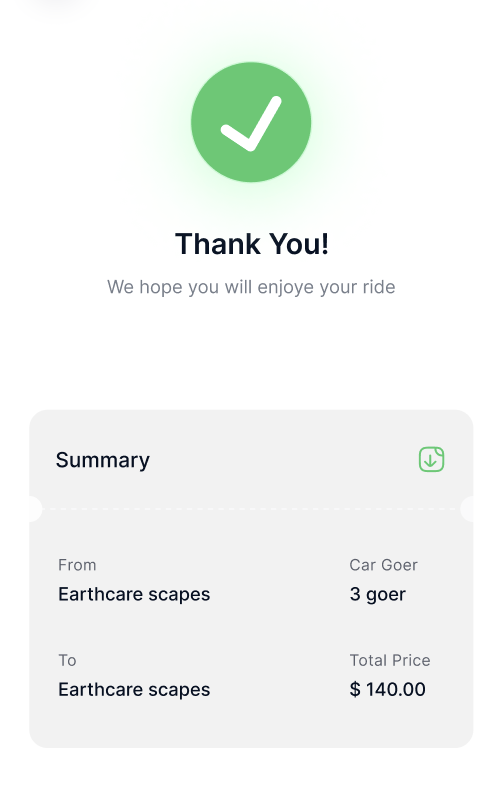 Thank You!
We hope you will enjoye your ride
Summary
From
Car Goer
Earthcare scapes
3 goer
To
Total Price
Earthcare scapes
$ 140.00